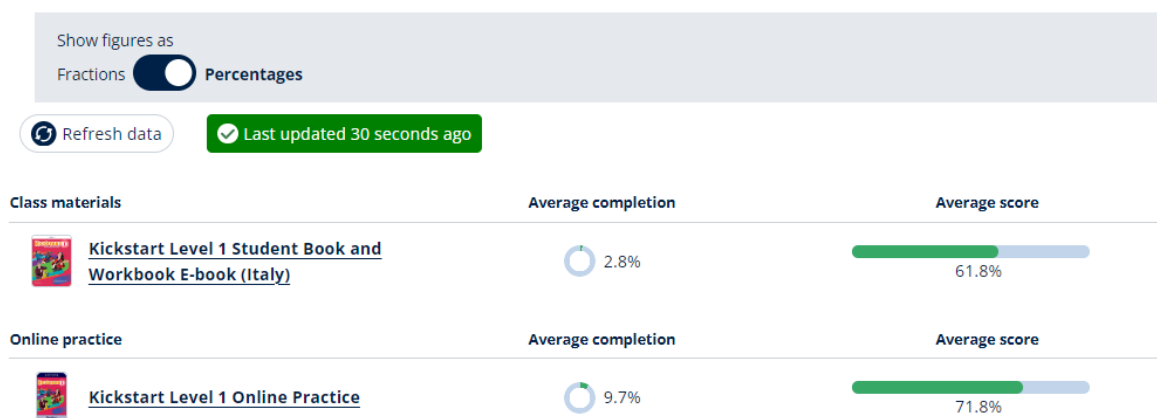 Show figures as
Fractions Percentages
Refresh data Last updated 30 seconds ago
Class materials Average completion Average score
Kickstart Level 1 Student Book and
Workbook E-book (Italy)
2.8%
61.8%
Online practice Average completion Average score
Kickstart Level 1 Online Practice 9.7%
71.8%